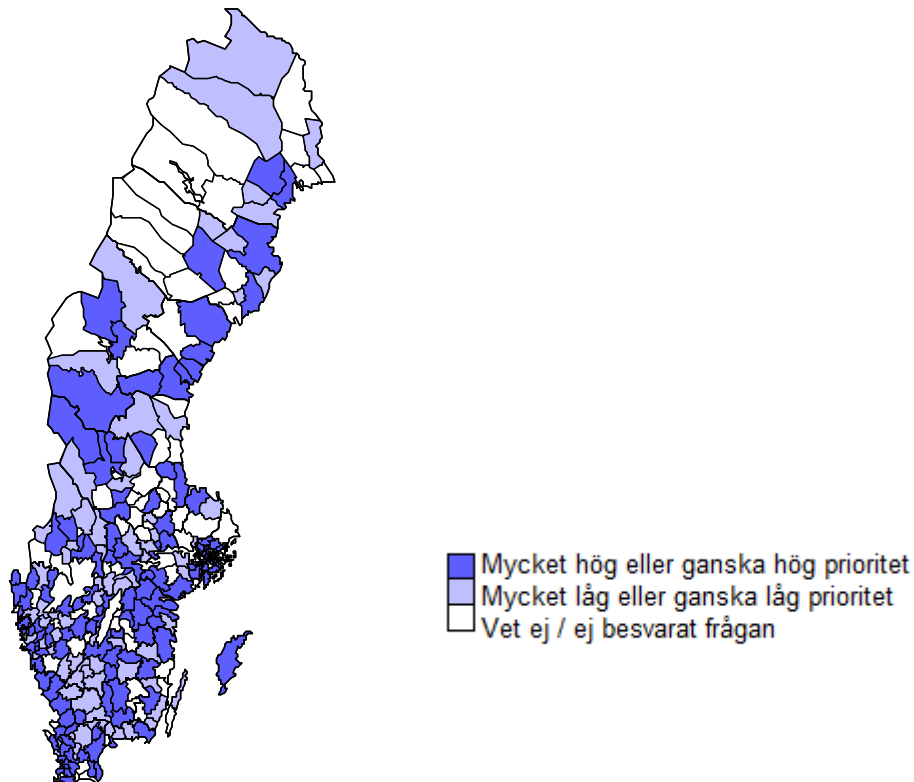 Mycket hög eller ganska hög prioritet
Mycket låg eller ganska låg prioritet
Vet ej / ej besvarat frågan